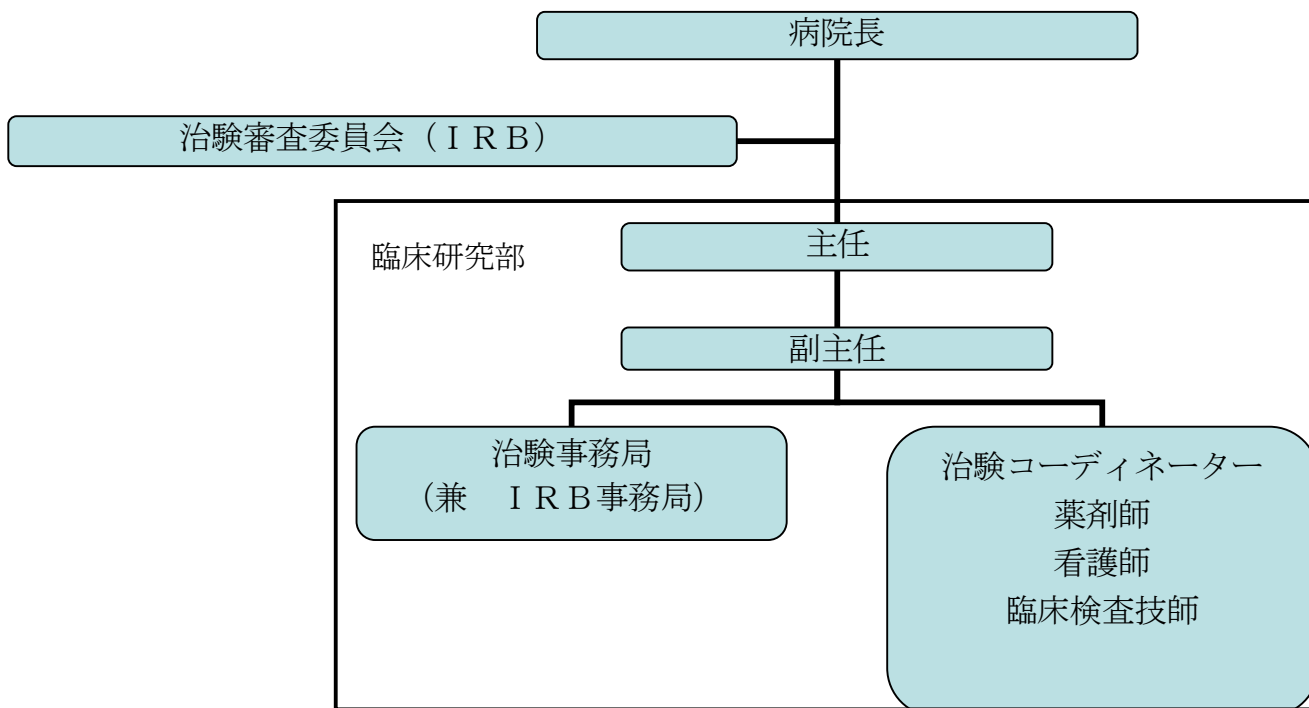 病院長
治験審査委員会（ＩＲＢ）
臨床研究部
主任
副主任
治験事務局
（兼　ＩＲＢ事務局）
治験コーディネーター
薬剤師
看護師
臨床検査技師